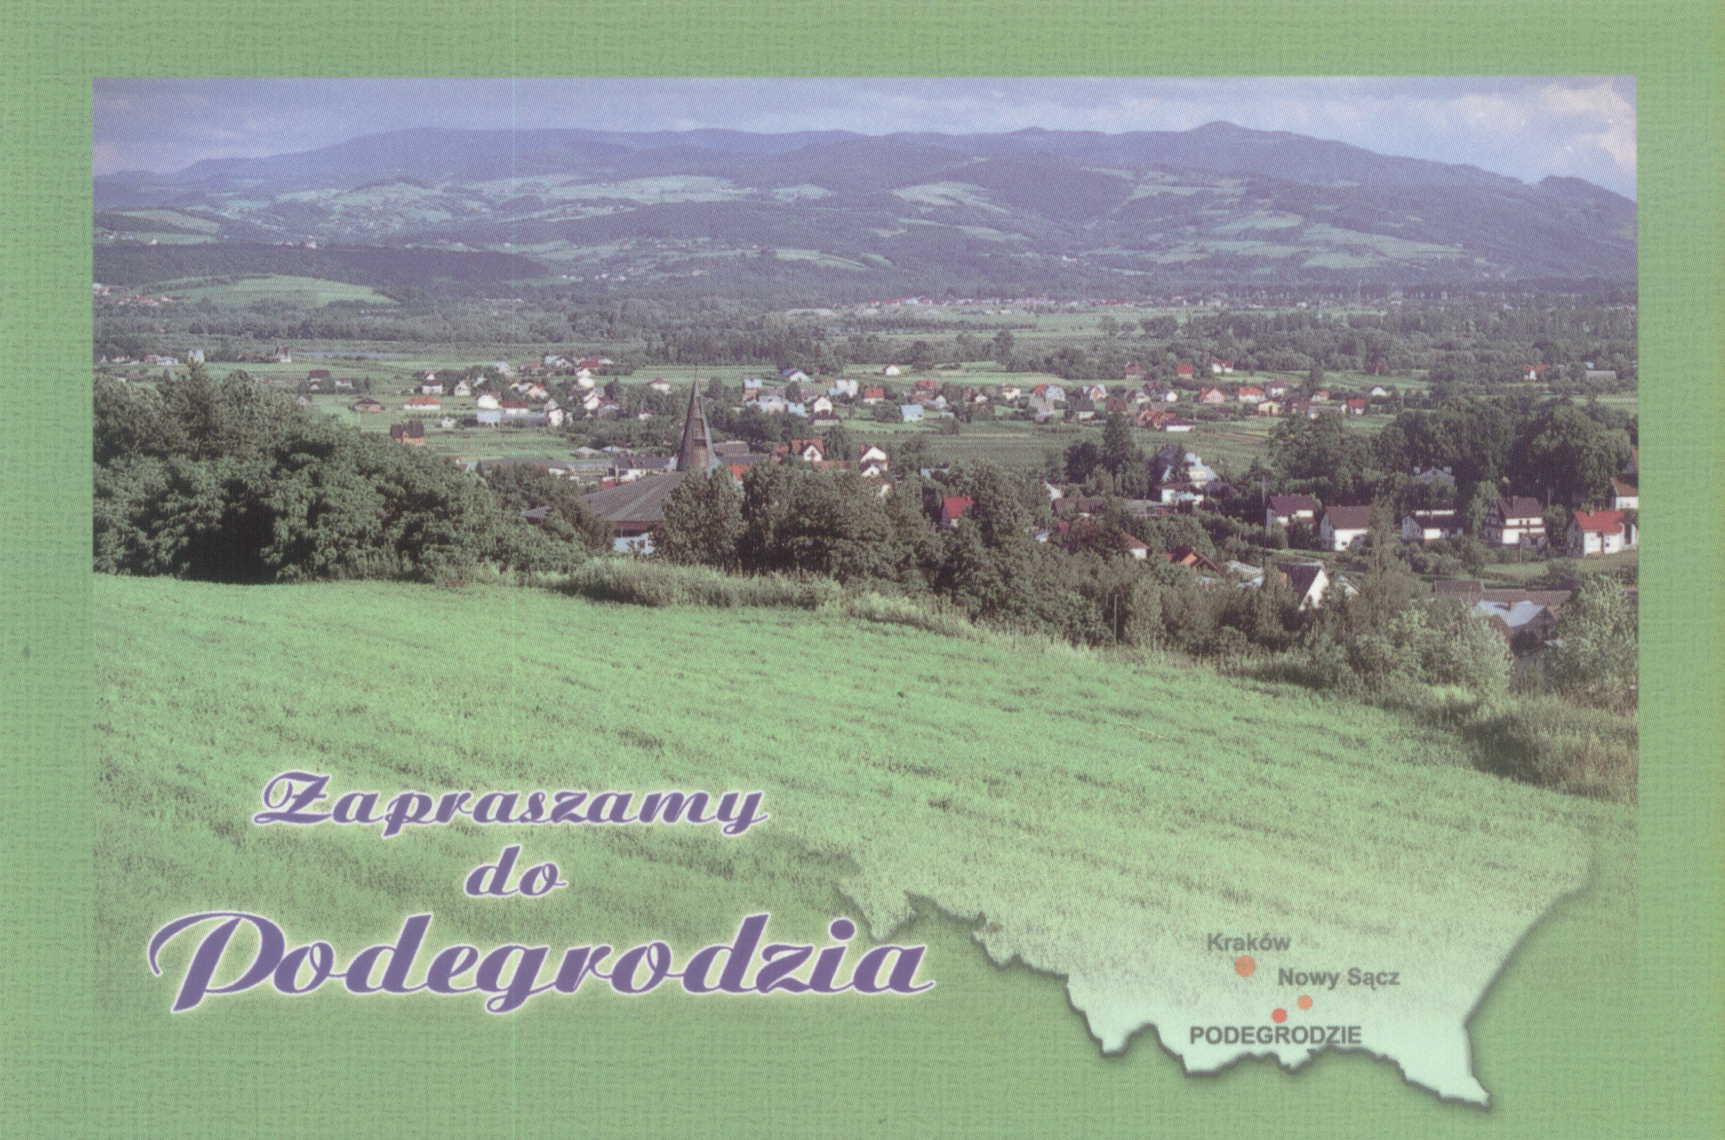 Zapraszamy
do
Podegrodzia
Kraków
Nowy Sącz
PODEGRODZIE